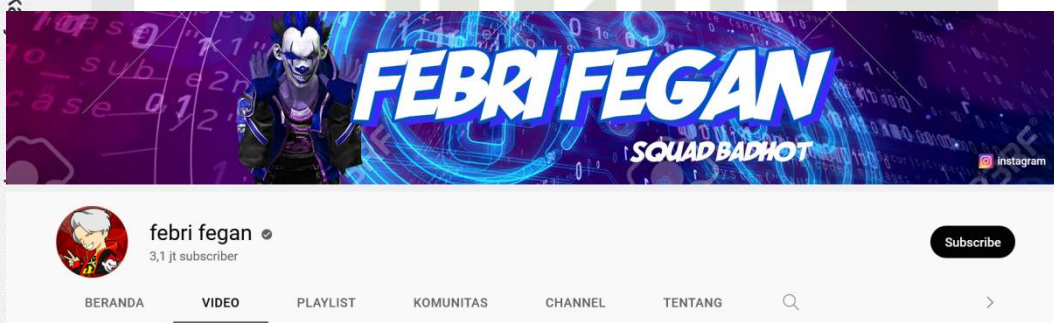 FEBRI FEGAN
SQUAD BADHOT
instagram
febri fegan
3,1 jt subscriber
Subscribe
BERANDA VIDEO PLAYLIST KOMUNITAS CHANNEL TENTANG